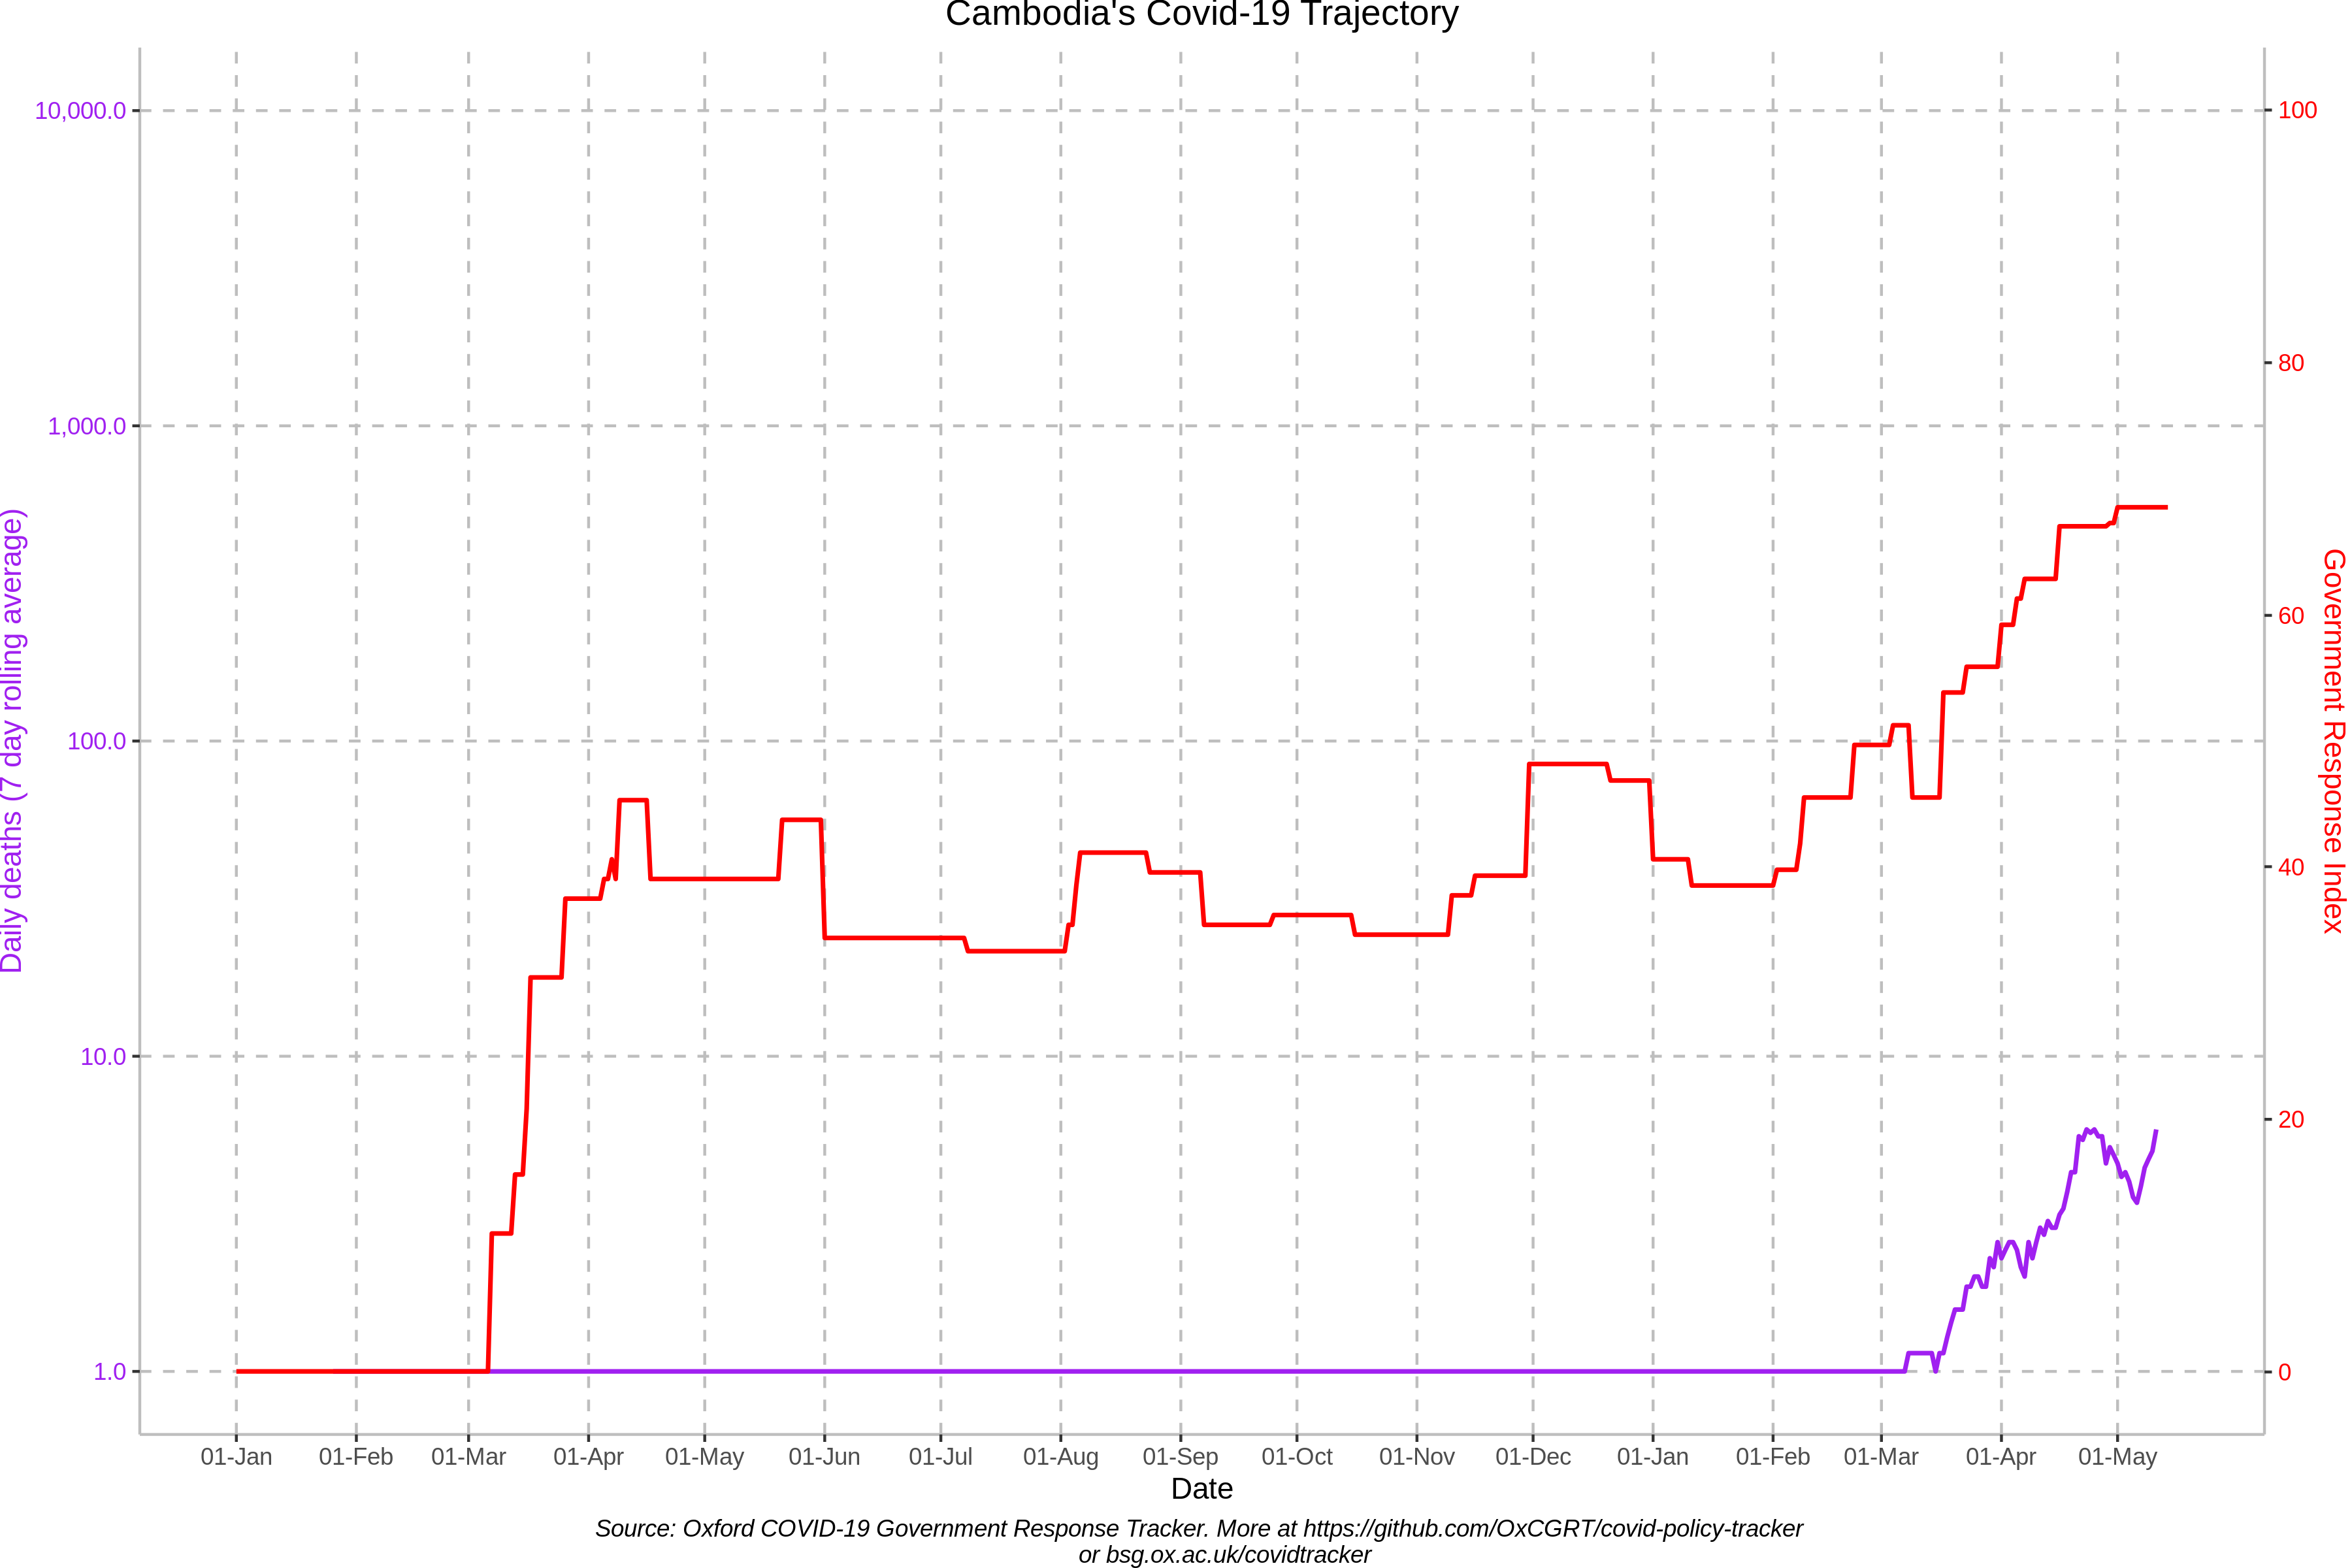 Cambodia's Covid-19 Trajectory
10,000.0
1,000.0
100.0
10.0
1.0
Daily deaths (7 day rolling average)
100
80
60
40
20
0
Government Response Index
01-Jan 01-Feb 01-Mar 01-Apr 01-May 01-Jun 01-Jul 01-Aug 01-Sep 01-Oct 01-Nov 01-Dec 01-Jan 01-Feb 01-Mar 01-Apr 01-May
Date
Source: Oxford COVID-19 Government Response Tracker. More at https://github.com/OxCGRT/covid-policy-tracker
or bsg.ox.ac.uk/covidtracker